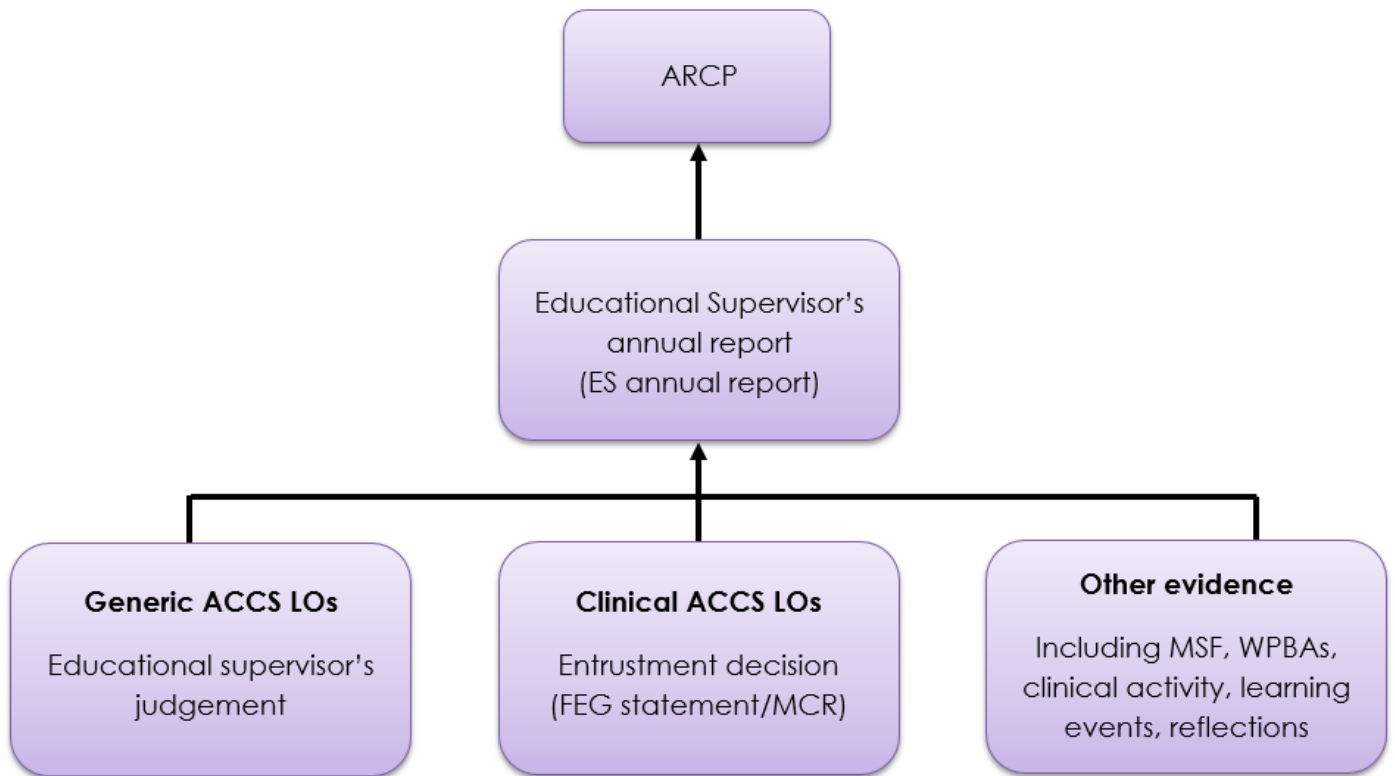 ARCP
Educational Supervisor’s
annual report
(ES annual report)
Generic ACCS LOs
Educational supervisor’s
judgement
Clinical ACCS LOs
Entrustment decision
(FEG statement/MCR)
Other evidence
Including MSF, WPBAs,
clinical activity, learning
events, reflections